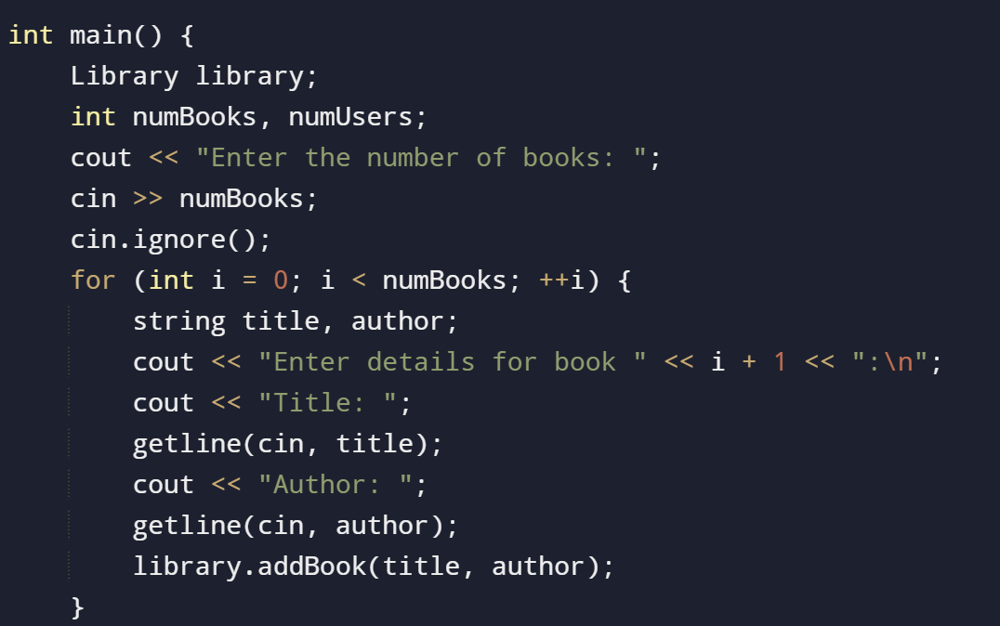 int main() {
    Library library;
    int numBooks, numUsers;
    cout << "Enter the number of books: ";
    cin >> numBooks;
    cin.ignore();
    for (int i = 0; i < numBooks; ++i) {
        string title, author;
        cout << "Enter details for book " << i + 1 << ":\n";
        cout << "Title: ";
        getline(cin, title);
        cout << "Author: ";
        getline(cin, author);
        library.addBook(title, author);
    }